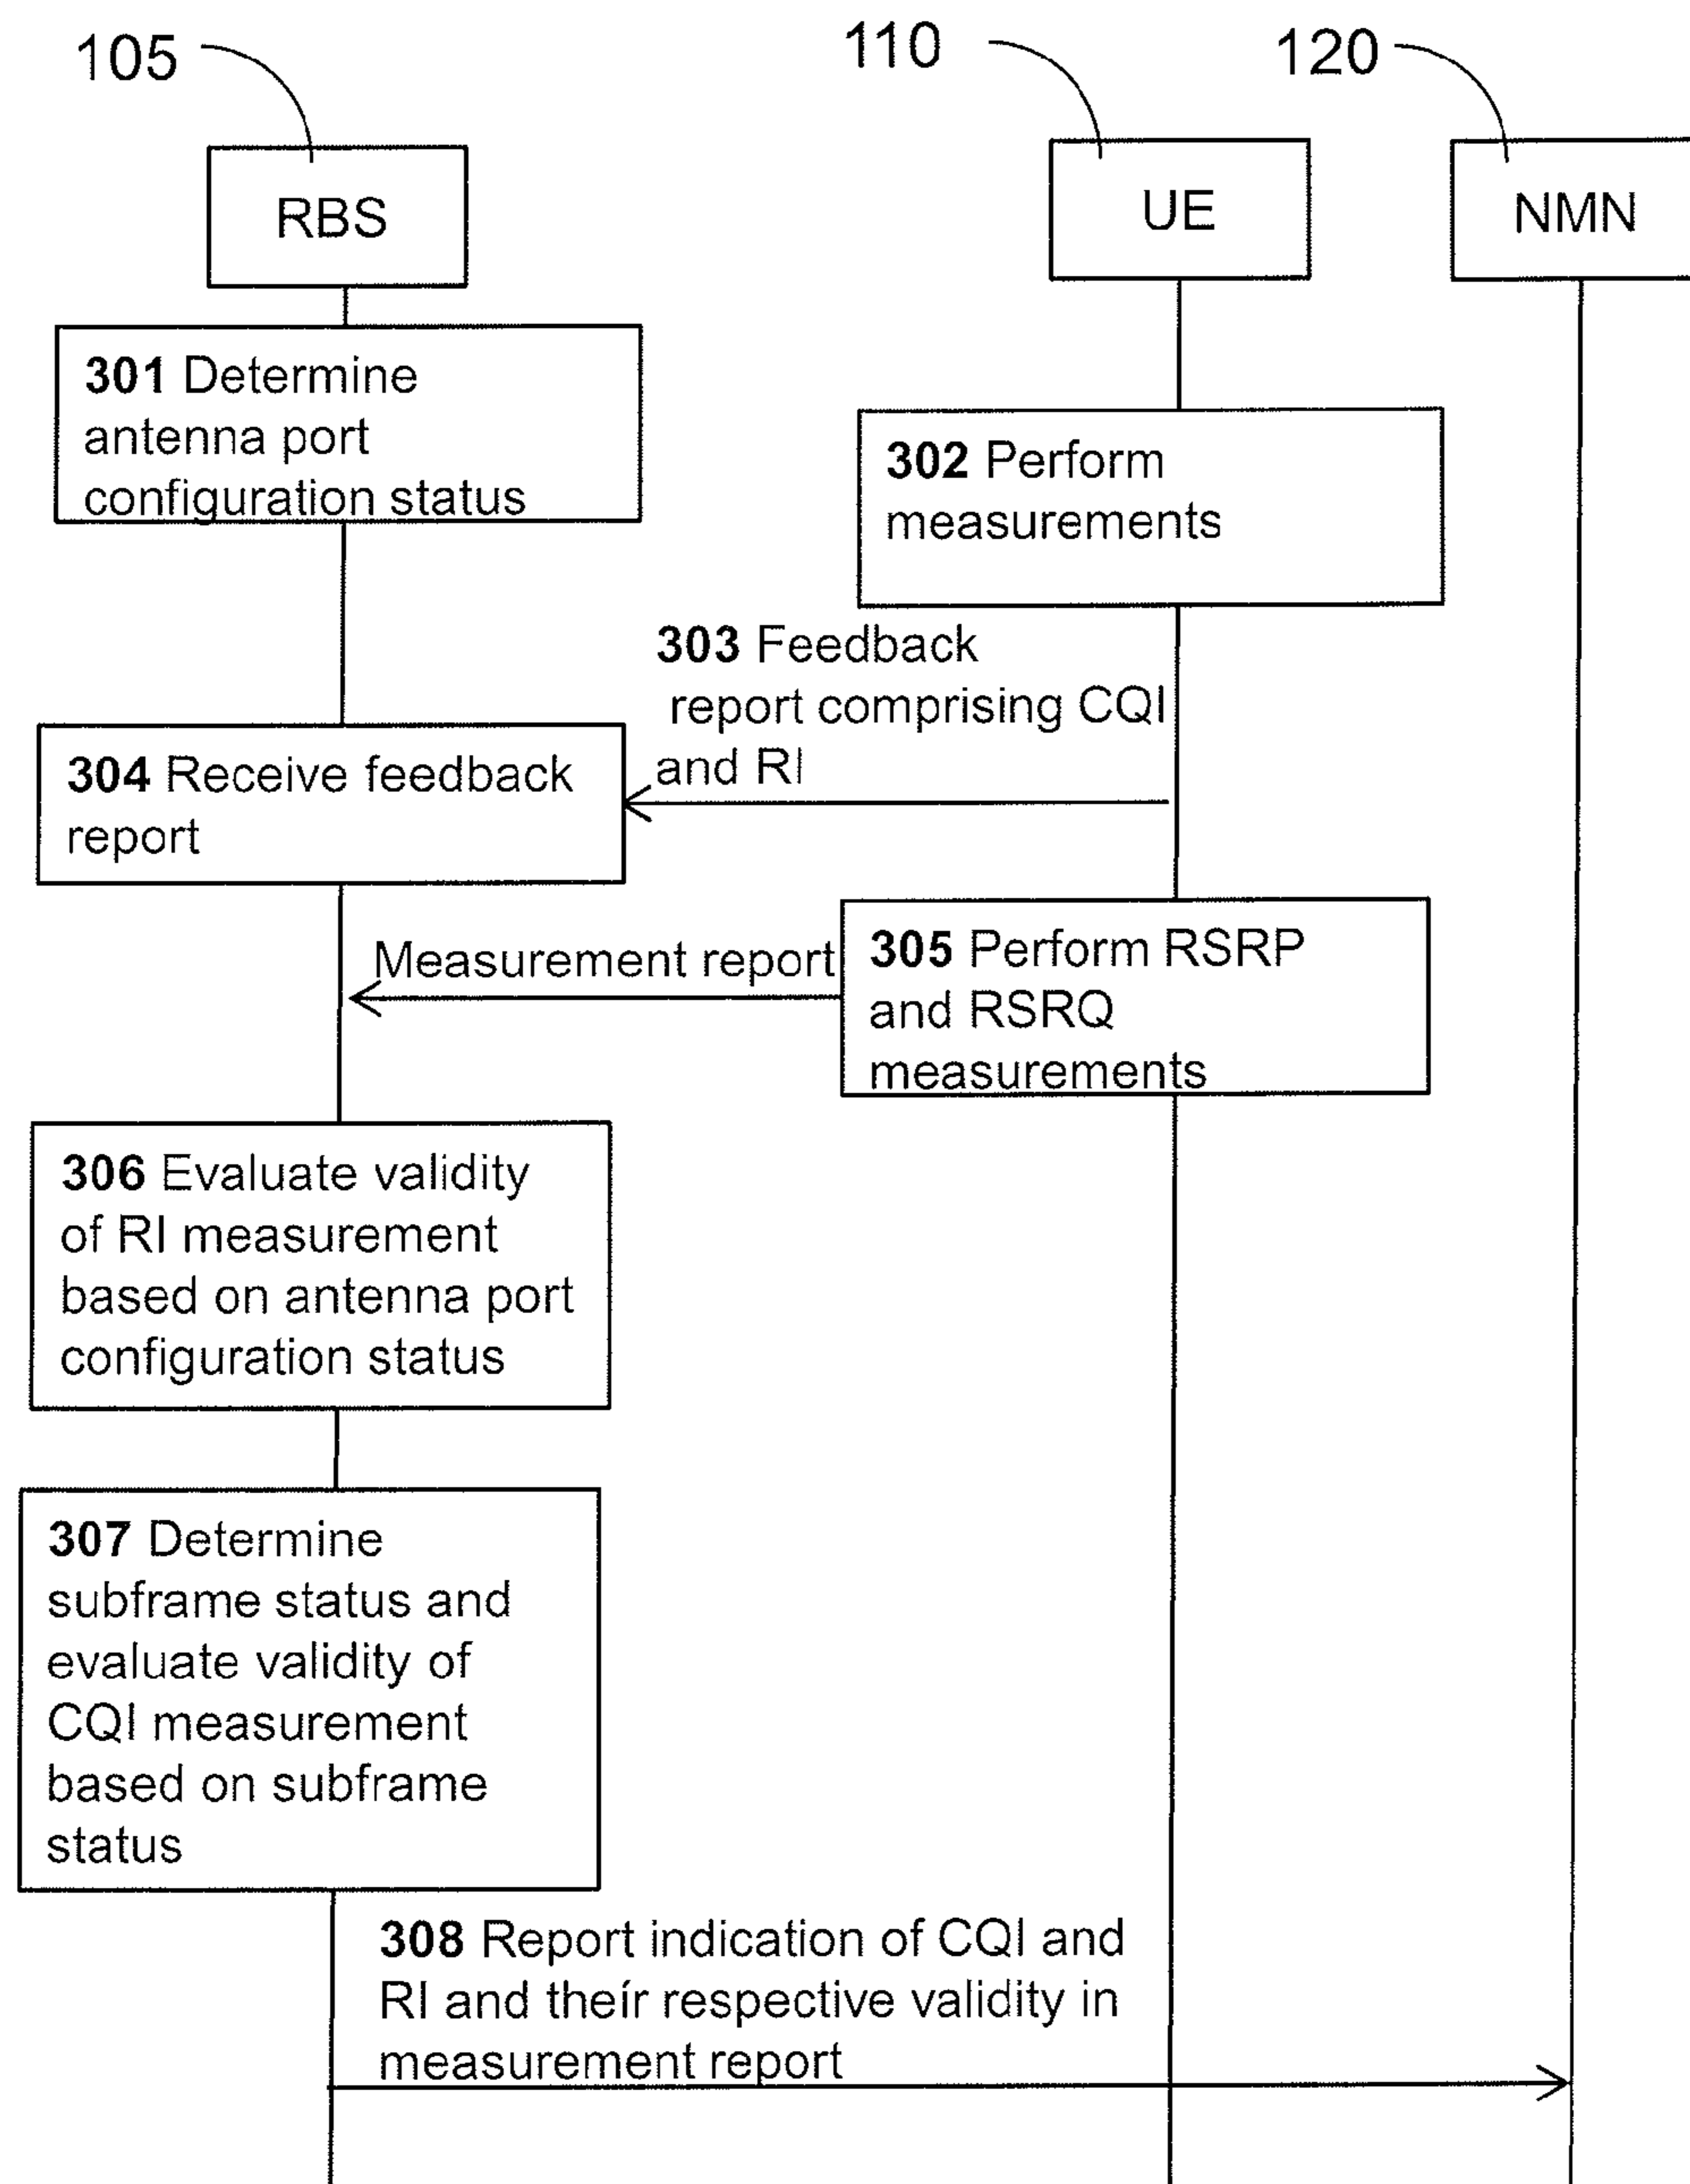 105
110
120
RBS
UE
NMN
301 Determine
antenna port
configuration status
302 Perform
measurements
303 Feedback
report comprising CQI
and RI
304 Receive feedback
report
305 Perform RSRP
and RSRQ
measurements
Measurement report
306 Evaluate validity
of RI measurement
based on antenna port
configuration status
307 Determine
subframe status and
evaluate validity of
CQI measurement
based on subframe
status
308 Report indication of CQI and
RI and theír respective validity in
measurement report